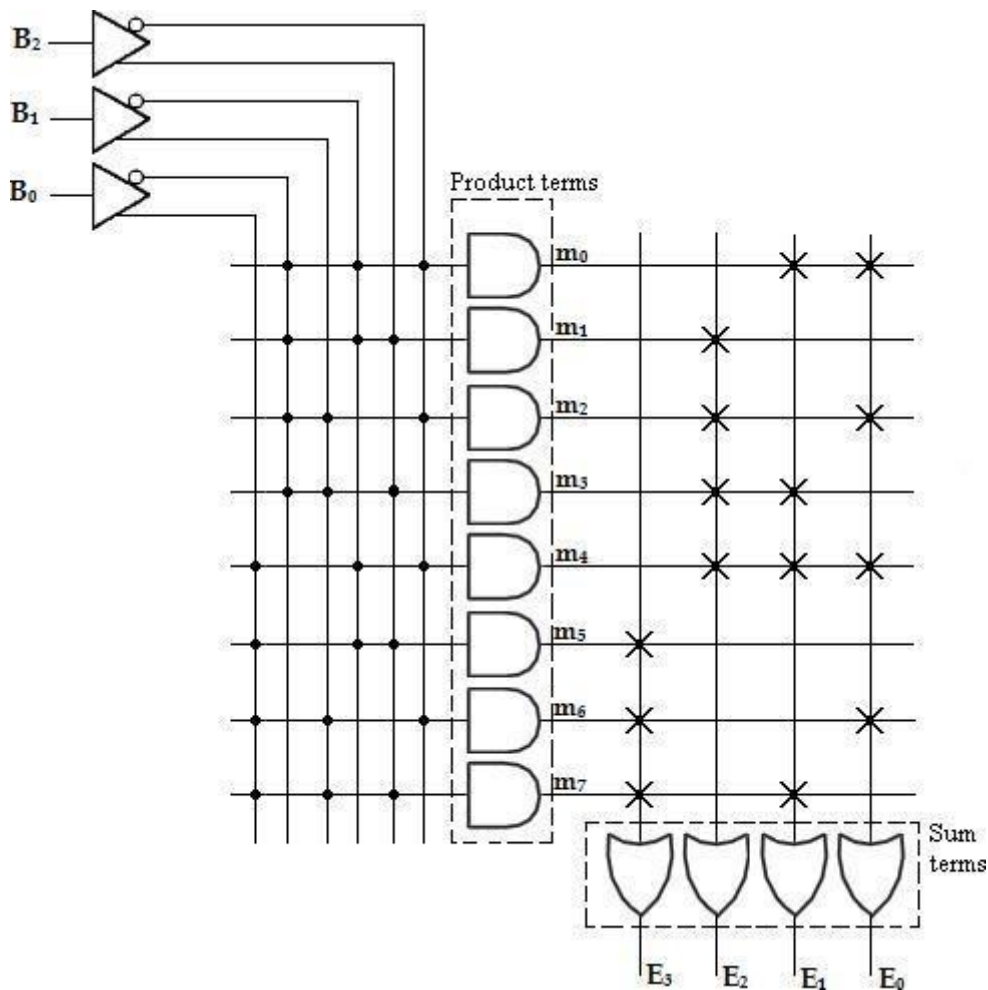 B₂
B₁
B₀
Product terms
m₀
m₁
m₂
m₃
m₄
m₅
m₆
m₇
Sum
terms
E₃
E₂
E₁
E₀